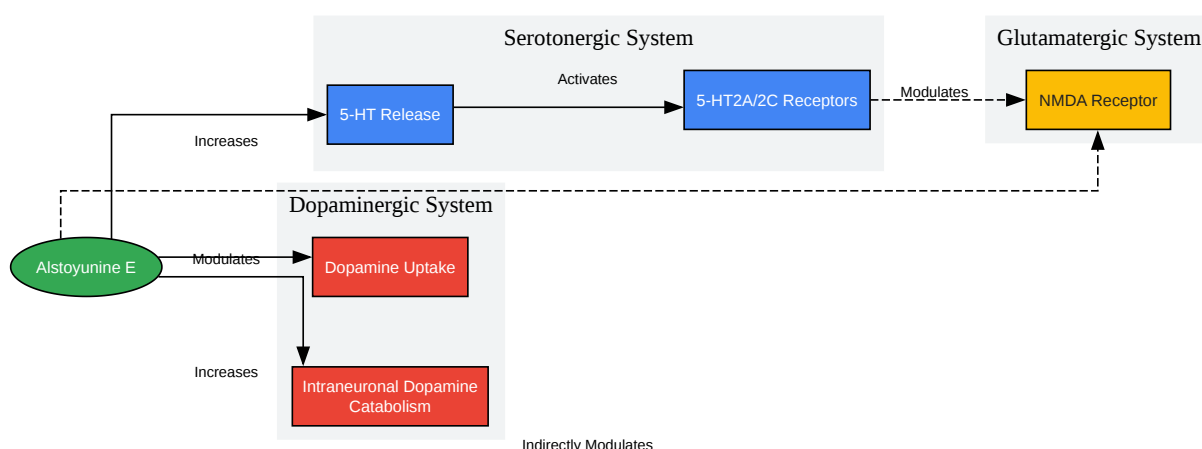 Serotonergic System
Glutamatergic System
Activates
5-HT Release
5-HT2A/2C Receptors
Modulates
NMDA Receptor
Increases
Dopaminergic System
Alstoyunine E
Modulates
Dopamine Uptake
Increases
Intraneuronal Dopamine
Catabolism
Indirectly Modulates